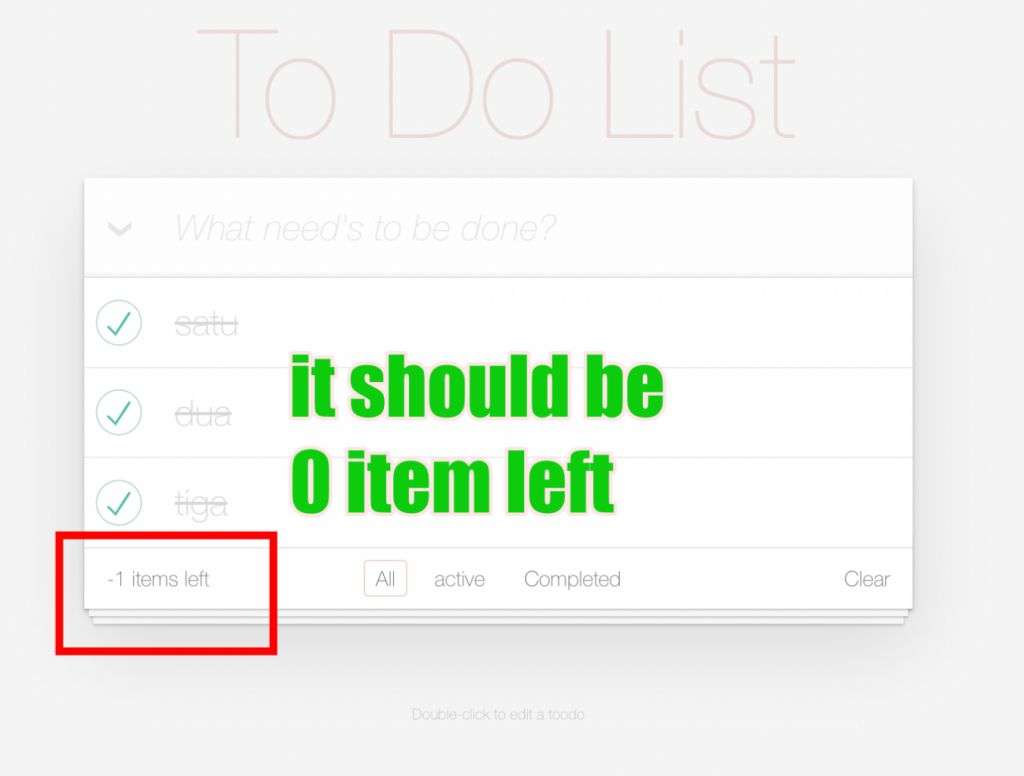 To Do List
What need's to be done?
satu
it should be
dua
0 item left
tiga
-1 items left All active Completed Clear
Double-click to edit a toodo